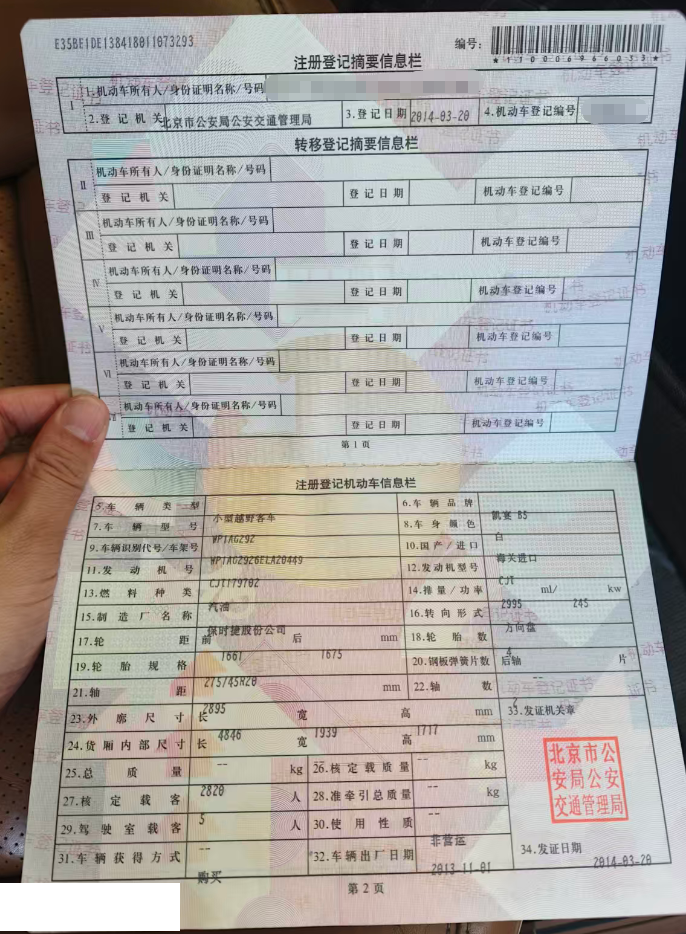 E3SBE1DE138418011073293
编号:
*110006966033*
注册登记摘要信息栏
I 1.机动车所有人/身份证明名称/号码
2.登记机关 北京市公安局公安交通管理局 3.登记日期 2014-03-20 4.机动车登记编号
转移登记摘要信息栏
II 机动车所有人/身份证明名称/号码
登记机关 登记日期 机动车登记编号
III 机动车所有人/身份证明名称/号码
登记机关 登记日期 机动车登记编号
IV 机动车所有人/身份证明名称/号码
登记机关 登记日期 机动车登记编号
V 机动车所有人/身份证明名称/号码
登记机关 登记日期 机动车登记编号
VI 机动车所有人/身份证明名称/号码
登记机关 登记日期 机动车登记编号
机动车所有人/身份证明名称/号码
登记机关 登记日期 机动车登记编号
第1页
注册登记机动车信息栏
5.车辆类型 小型越野客车 6.车辆品牌 凯宴 BS
7.车辆型号 WP1AG292 8.车身颜色 白
9.车辆识别代号/车架号 WP1AG2926ELA20449 10.国产/进口 海关进口
11.发动机号 CJT179702 12.发动机型号 CJT
13.燃料种类 汽油 14.排量/功率 2995 ml/ 245 kw
15.制造厂名称 保时捷股份公司 16.转向形式 方向盘
17.轮距 前 1661 后 1675 mm 18.轮胎数 4
19.轮胎规格 275/45R20 20.钢板弹簧片数 后轴 -- 片
21.轴距 2895 mm 22.轴数
23.外廓尺寸 长 4846 宽 1939 高 1717 mm 33.发证机关章
24.货厢内部尺寸 长 -- 宽 -- 高 -- mm
25.总质量 2820 kg 26.核定载质量 -- kg
27.核定载客 5 人 28.准牵引总质量 -- kg
29.驾驶室载客 -- 人 30.使用性质 非营运
31.车辆获得方式 购买 32.车辆出厂日期 2013-11-01
北京市公
安局公安
交通管理局
34.发证日期 2014-03-20
第2页